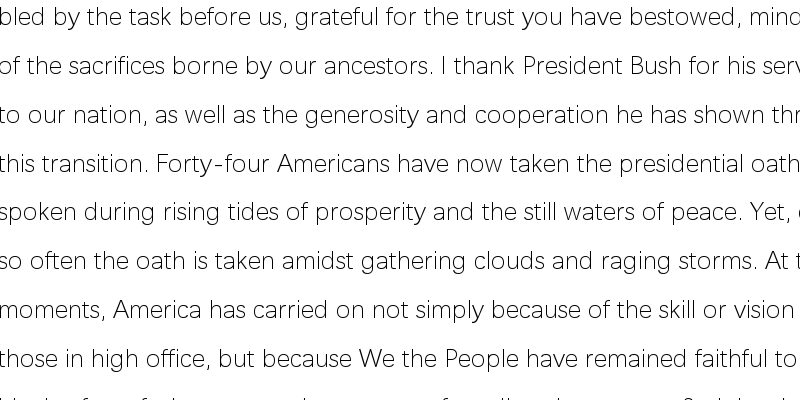 bled by the task before us, grateful for the trust you have bestowed, mind
of the sacrifices borne by our ancestors. I thank President Bush for his serv
to our nation, as well as the generosity and cooperation he has shown thr
this transition. Forty-four Americans have now taken the presidential oath
spoken during rising tides of prosperity and the still waters of peace. Yet,
so often the oath is taken amidst gathering clouds and raging storms. At t
moments, America has carried on not simply because of the skill or vision
those in high office, but because We the People have remained faithful to